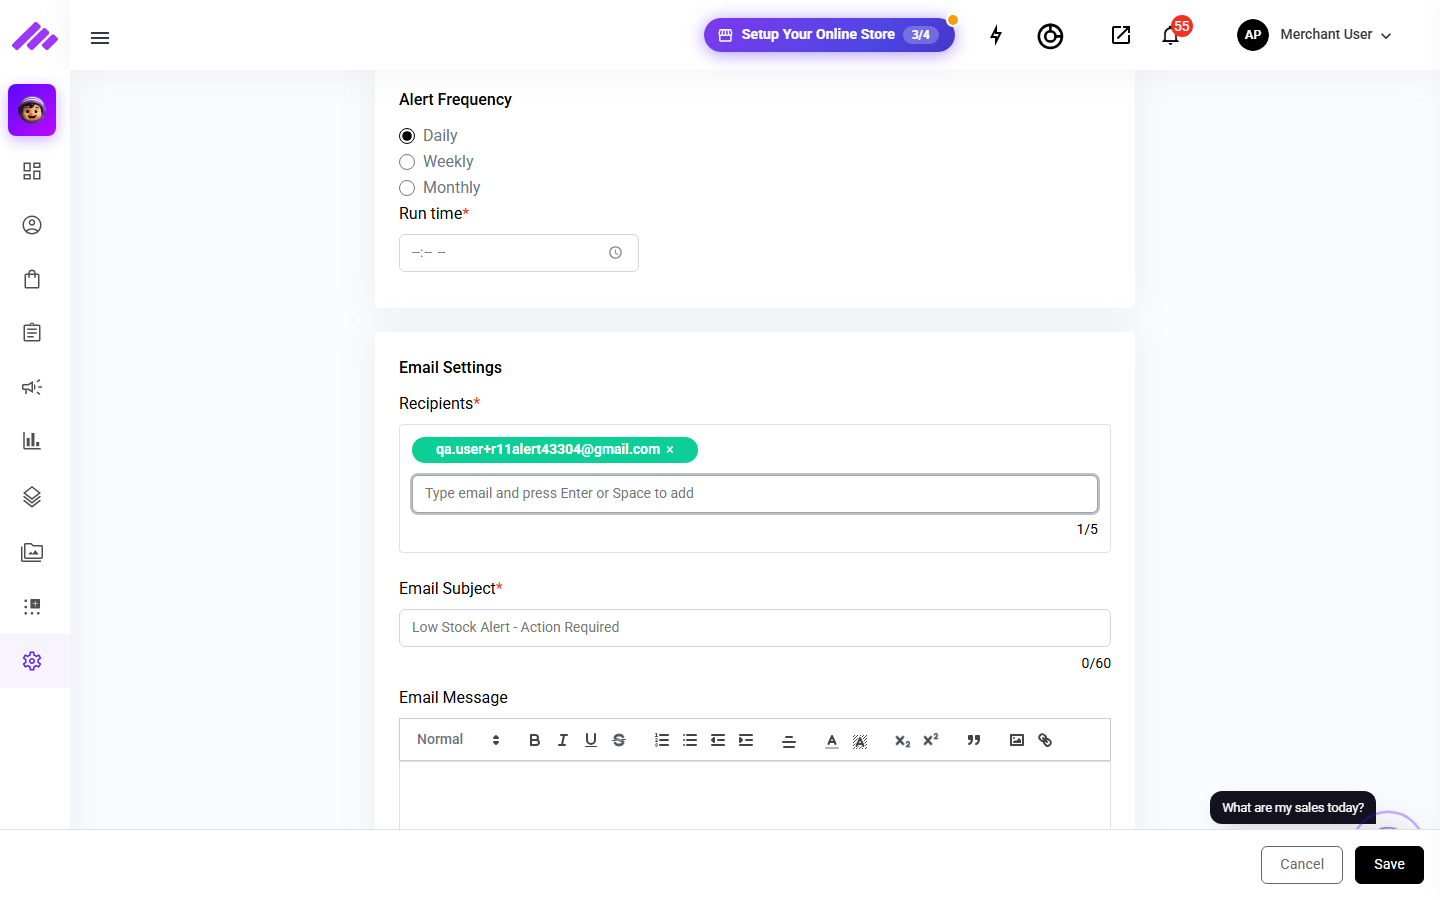 Setup Your Online Store 3/4
55
AP Merchant User
Alert Frequency
Daily
Weekly
Monthly
Run time*
--:-- --
Email Settings
Recipients*
qa.user+r11alert43304@gmail.com ×
Type email and press Enter or Space to add
1/5
Email Subject*
Low Stock Alert - Action Required
0/60
Email Message
Normal
What are my sales today?
Cancel Save